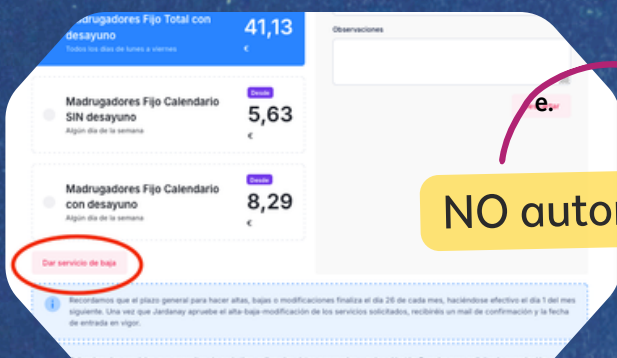 Madrugadores Fijo Total con
desayuno
Todos los días de lunes a viernes
41,13
€
Madrugadores Fijo Calendario
SIN desayuno
Algún día de la semana
Desde
5,63
€
Madrugadores Fijo Calendario
con desayuno
Algún día de la semana
Desde
8,29
€
Dar servicio de baja
Observaciones
e.
NO autor
Recordamos que el plazo general para hacer altas, bajas o modificaciones finaliza el día 26 de cada mes, haciéndose efectivo el día 1 del mes
siguiente. Una vez que Jardanay apruebe el alta-baja-modificación de los servicios solicitados, recibiréis un mail de confirmación y la fecha
de entrada en vigor.